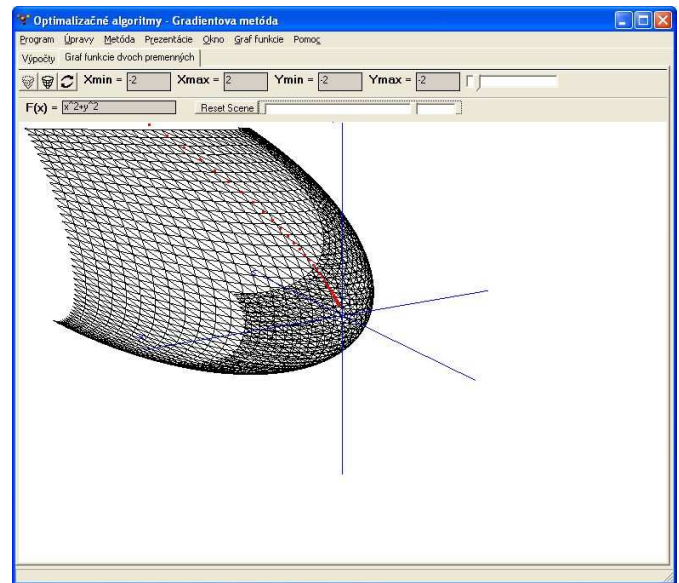 Optimalizačné algoritmy - Gradientova metóda
Program Úpravy Metóda Prezentácie Okno Graf funkcie Pomoc
Výpočty Graf funkcie dvoch premenných
Xmin = -2 Xmax = 2 Ymin = -2 Ymax = -2
F(x) = x^2+y^2 Reset Scene